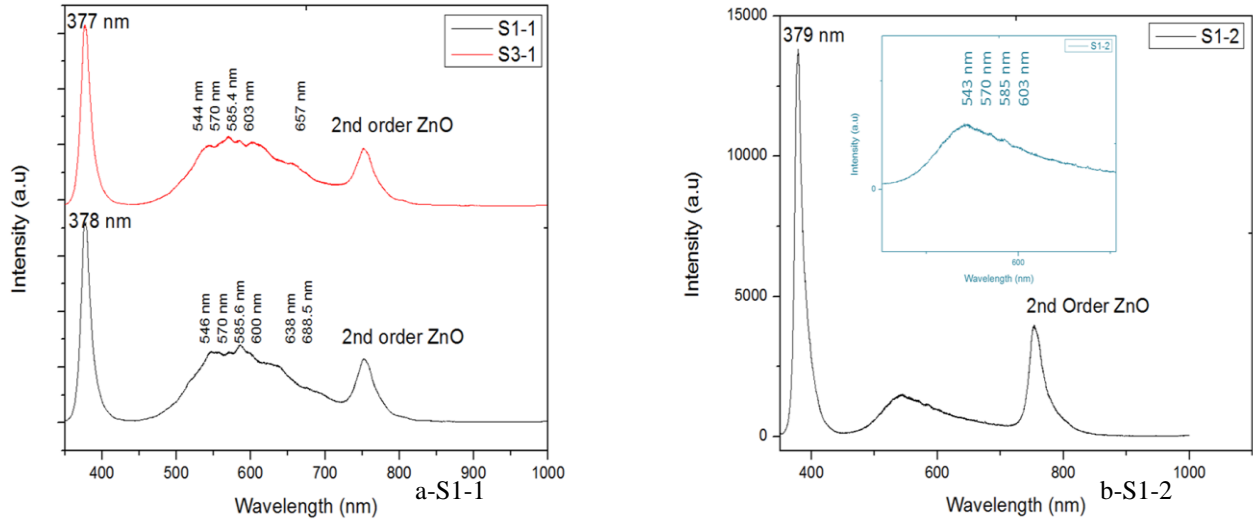 377 nm
S1-1
S3-1
544 nm
570 nm
585.4 nm
603 nm
657 nm
2nd order ZnO
378 nm
546 nm
570 nm
585.6 nm
600 nm
638 nm
688.5 nm
2nd order ZnO
Intensity (a.u)
400 500 600 700 800 900 1000
Wavelength (nm)
a-S1-1
15000
10000
5000
0
379 nm
S1-2
S1-2
543 nm
570 nm
585 nm
603 nm
Intensity (a.u)
0
600
Wavelength (nm)
2nd Order ZnO
Intensity (a.u)
400 600 800 1000
Wavelength (nm)
b-S1-2